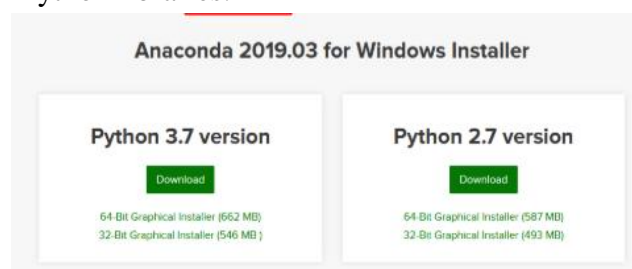 Anaconda 2019.03 for Windows Installer
Python 3.7 version
Download
64-Bit Graphical Installer (662 MB)
32-Bit Graphical Installer (546 MB )
Python 2.7 version
Download
64-Bit Graphical Installer (587 MB)
32-Bit Graphical Installer (493 MB)